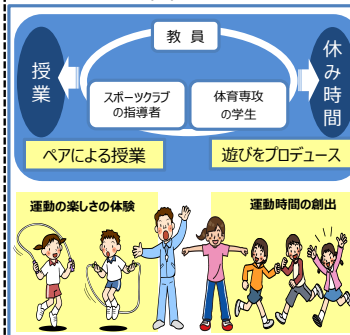 教 員
授業
休み時間
スポーツクラブ
の指導者
体育専攻
の学生
ペアによる授業
遊びをプロデュース
運動の楽しさの体験
運動時間の創出